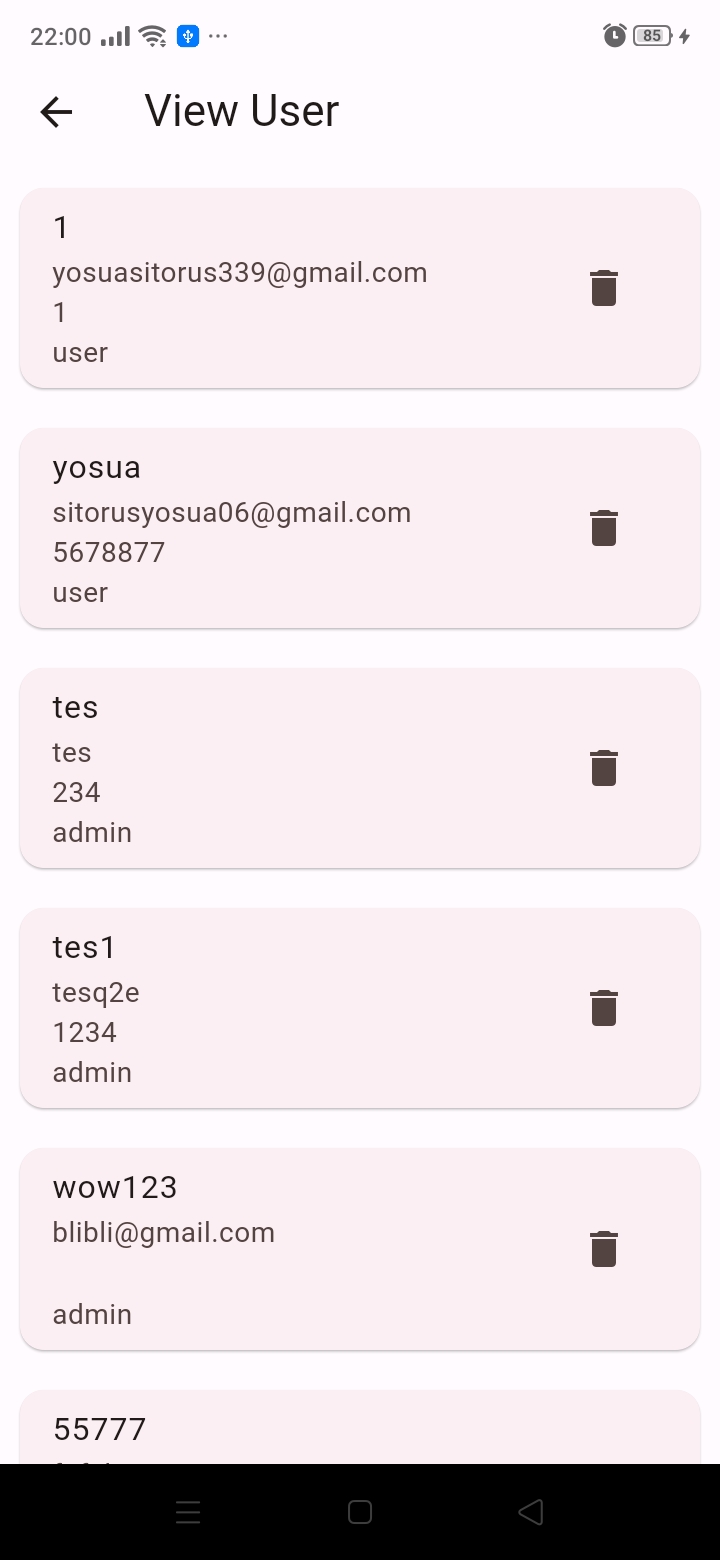 22:00
85
View User
1
yosuasitorus339@gmail.com
1
user
yosua
sitorusyosua06@gmail.com
5678877
user
tes
tes
234
admin
tes1
tesq2e
1234
admin
wow123
blibli@gmail.com
admin
55777